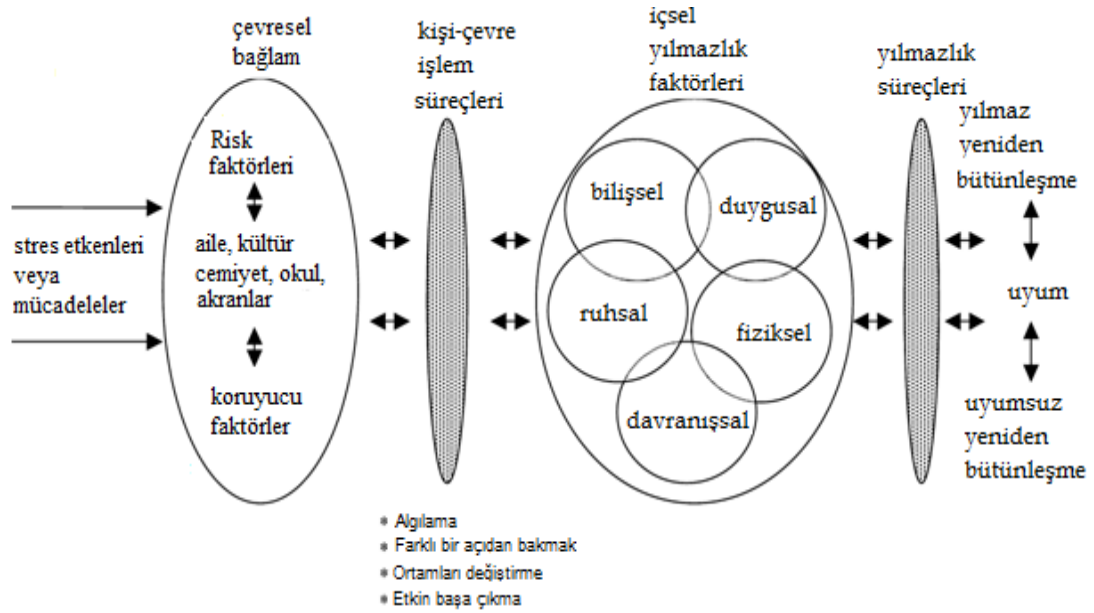 çevresel
bağlam
kişi-çevre
işlem
süreçleri
içsel
yılmazlık
faktörleri
yılmazlık
süreçleri
stres etkenleri
veya
mücadeleler
Risk
faktörleri
aile, kültür
cemiyet, okul,
akranlar
koruyucu
faktörler
bilişsel
duygusal
ruhsal
fiziksel
davranışsal
yılmaz
yeniden
bütünleşme
uyum
uyumsuz
yeniden
bütünleşme
* Algılama
* Farklı bir açıdan bakmak
* Ortamları değiştirme
* Etkin başa çıkma